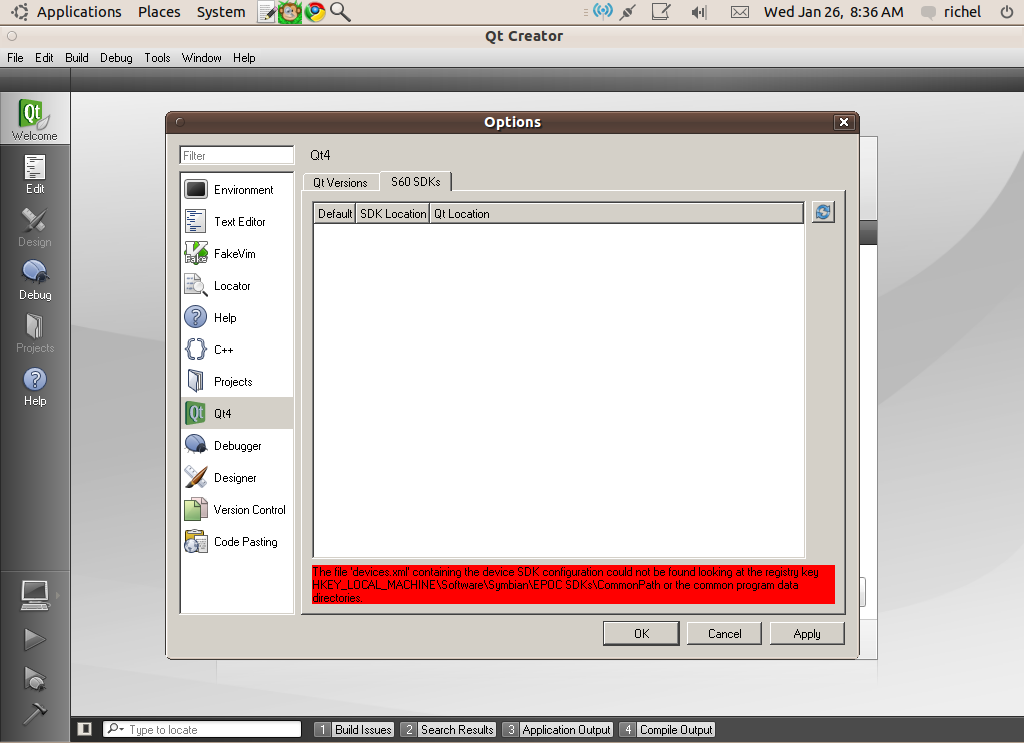 Applications Places System Wed Jan 26, 8:36 AM richel
Qt Creator
File Edit Build Debug Tools Window Help
Qt
Welcome
Edit
Design
Debug
Projects
Help
Options
Filter
Environment
Text Editor
Fake
FakeVim
Locator
Help
C++
Projects
Qt
Qt4
Debugger
Designer
Version Control
Code Pasting
Qt4
Qt Versions S60 SDKs
Default SDK Location Qt Location
The file 'devices.xml' containing the device SDK configuration could not be found looking at the registry key
HKEY_LOCAL_MACHINE\Software\Symbian\EPOC SDKs\CommonPath or the common program data
directories.
OK Cancel Apply
Type to locate 1 Build Issues 2 Search Results 3 Application Output 4 Compile Output